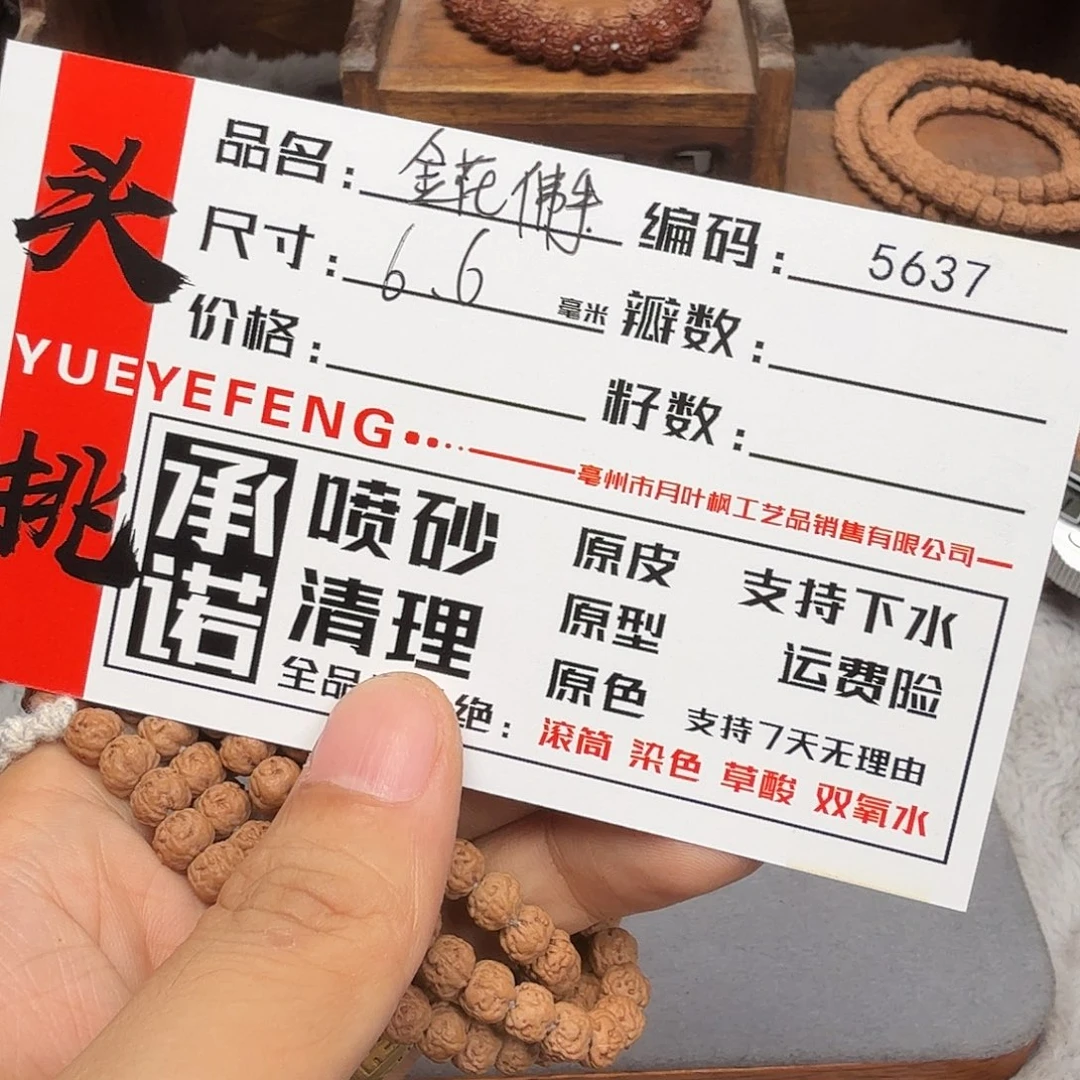 头挑
品名：金花佛手 编码：5637
尺寸：6.6 毫米 瓣数：
价格： 籽数：
YUEYEFENG
亳州市月叶枫工艺品销售有限公司
承诺
喷砂 原皮 支持下水
清理 原型 运费险
原色 支持7天无理由
全品 绝：滚筒 染色 草酸 双氧水